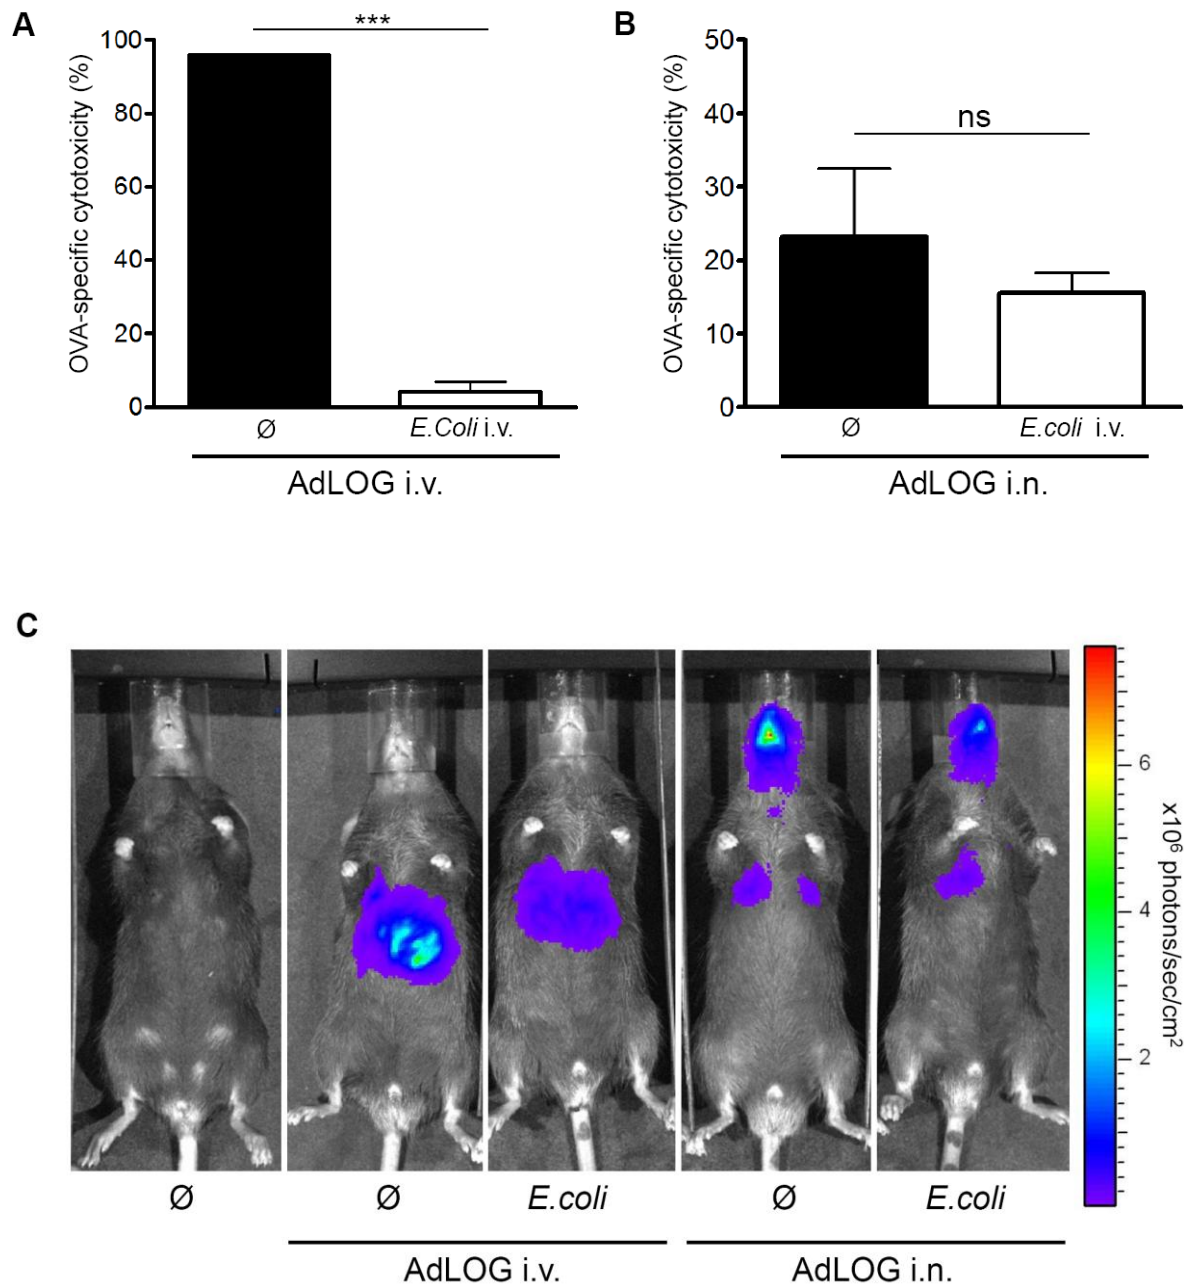 A
***
OVA-specific cytotoxicity (%)
100
80
60
40
20
0
Ø
E.Coli i.v.
AdLOG i.v.
B
ns
OVA-specific cytotoxicity (%)
50
40
30
20
10
0
Ø
E.coli i.v.
AdLOG i.n.
C
6
4
2
x10⁶ photons/sec/cm²
Ø
Ø
E.coli
Ø
E.coli
AdLOG i.v.
AdLOG i.n.